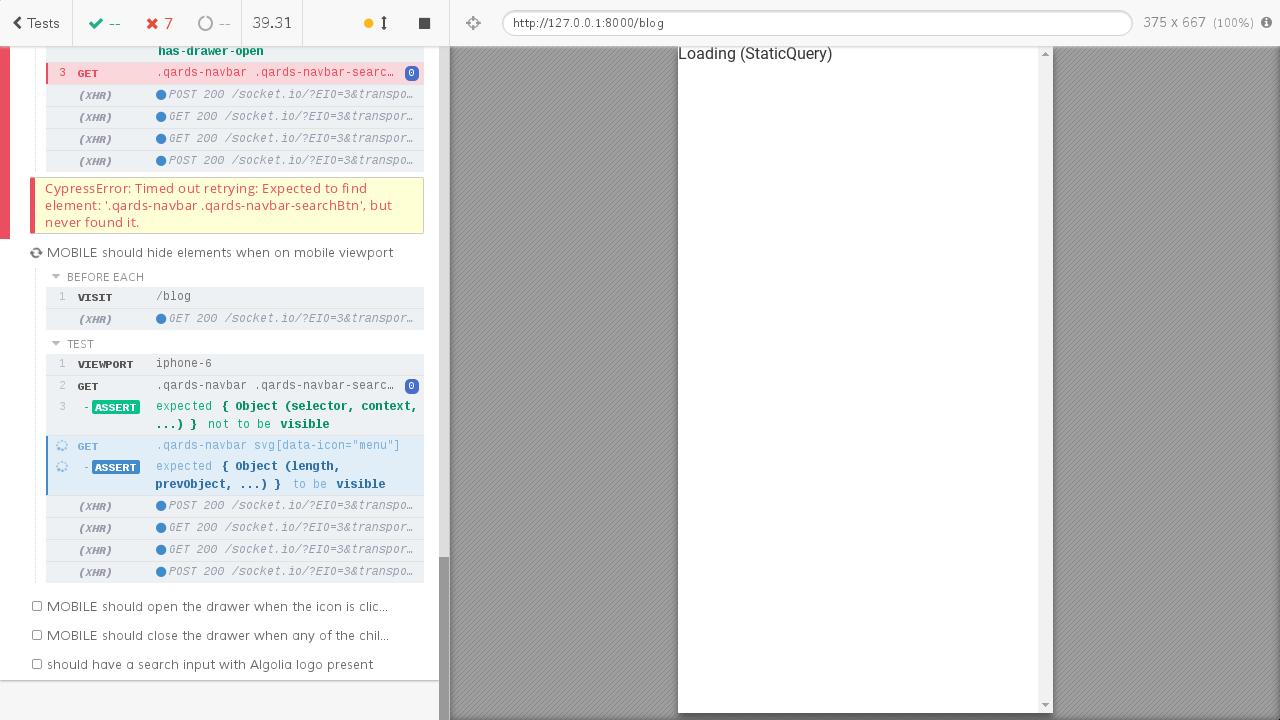 Tests
--
7
--
39.31
http://127.0.0.1:8000/blog
375 x 667 (100%)
has-drawer-open
3 GET .qards-navbar .qards-navbar-searc… 0
(XHR) POST 200 /socket.io/?EIO=3&transpo…
(XHR) GET 200 /socket.io/?EIO=3&transpor…
(XHR) GET 200 /socket.io/?EIO=3&transpor…
(XHR) POST 200 /socket.io/?EIO=3&transpo…
CypressError: Timed out retrying: Expected to find
element: '.qards-navbar .qards-navbar-searchBtn', but
never found it.
MOBILE should hide elements when on mobile viewport
BEFORE EACH
1 VISIT /blog
(XHR) GET 200 /socket.io/?EIO=3&transpor…
TEST
1 VIEWPORT iphone-6
2 GET .qards-navbar .qards-navbar-searc… 0
3 - ASSERT expected { Object (selector, context,
...) } not to be visible
GET .qards-navbar svg[data-icon="menu"]
- ASSERT expected { Object (length,
prevObject, ...) } to be visible
(XHR) POST 200 /socket.io/?EIO=3&transpo…
(XHR) GET 200 /socket.io/?EIO=3&transpor…
(XHR) GET 200 /socket.io/?EIO=3&transpor…
(XHR) POST 200 /socket.io/?EIO=3&transpo…
MOBILE should open the drawer when the icon is clic...
MOBILE should close the drawer when any of the chil...
should have a search input with Algolia logo present
Loading (StaticQuery)